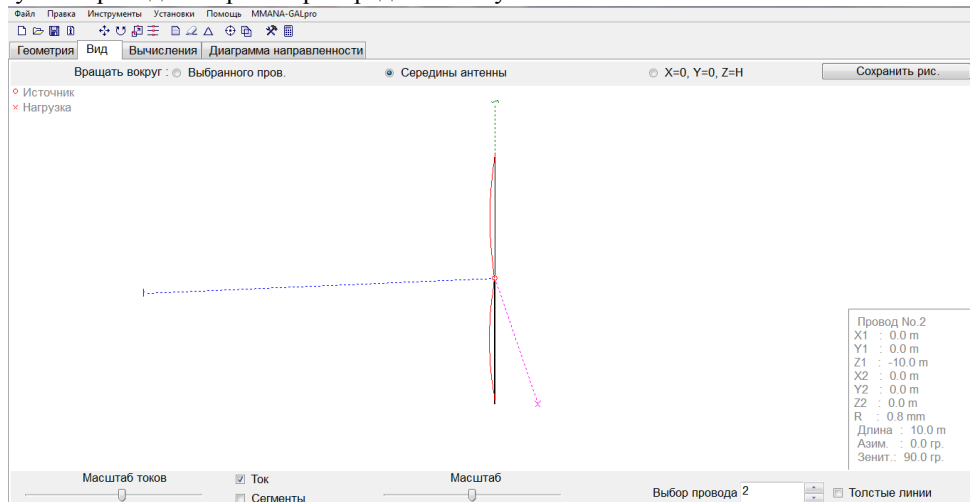 Файл Правка Инструменты Установки Помощь MMANA-GALpro
Геометрия Вид Вычисления Диаграмма направленности
Вращать вокруг : Выбранного пров. Середины антенны X=0, Y=0, Z=H Сохранить рис.
Источник
Нагрузка
Провод No.2
X1 : 0.0 m
Y1 : 0.0 m
Z1 : -10.0 m
X2 : 0.0 m
Y2 : 0.0 m
Z2 : 0.0 m
R : 0.8 mm
Длина : 10.0 m
Азим. : 0.0 гр.
Зенит.: 90.0 гр.
Масштаб токов Ток Масштаб
Сегменты Выбор провода 2 Толстые линии